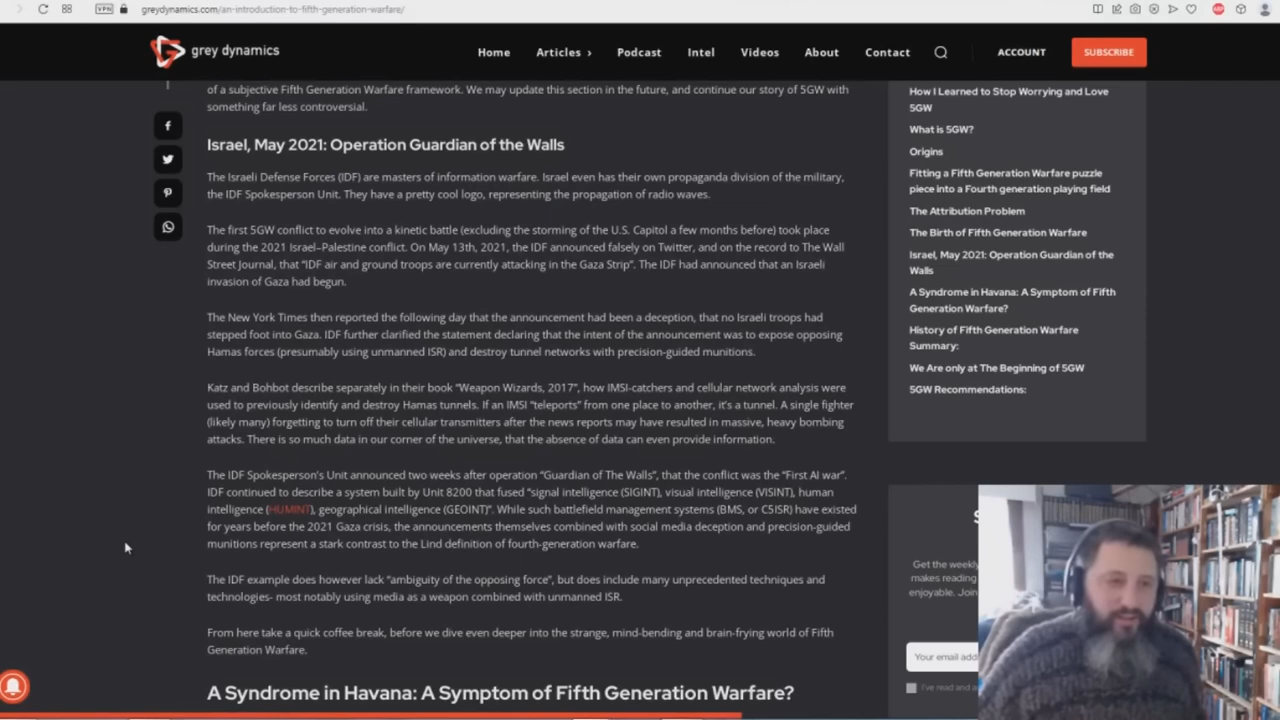 VPN
greydynamics.com/an-introduction-to-fifth-generation-warfare/
ABP
grey dynamics
Home
Articles ›
Podcast
Intel
Videos
About
Contact
ACCOUNT
SUBSCRIBE
of a subjective Fifth Generation Warfare framework. We may update this section in the future, and continue our story of 5GW with
something far less controversial.
Israel, May 2021: Operation Guardian of the Walls
The Israeli Defense Forces (IDF) are masters of information warfare. Israel even has their own propaganda division of the military,
the IDF Spokesperson Unit. They have a pretty cool logo, representing the propagation of radio waves.
The first 5GW conflict to evolve into a kinetic battle (excluding the storming of the U.S. Capitol a few months before) took place
during the 2021 Israel–Palestine conflict. On May 13th, 2021, the IDF announced falsely on Twitter, and on the record to The Wall
Street Journal, that "IDF air and ground troops are currently attacking in the Gaza Strip". The IDF had announced that an Israeli
invasion of Gaza had begun.
The New York Times then reported the following day that the announcement had been a deception, that no Israeli troops had
stepped foot into Gaza. IDF further clarified the statement declaring that the intent of the announcement was to expose opposing
Hamas forces (presumably using unmanned ISR) and destroy tunnel networks with precision-guided munitions.
Katz and Bohbot describe separately in their book "Weapon Wizards, 2017", how IMSI-catchers and cellular network analysis were
used to previously identify and destroy Hamas tunnels. If an IMSI "teleports" from one place to another, it's a tunnel. A single fighter
(likely many) forgetting to turn off their cellular transmitters after the news reports may have resulted in massive, heavy bombing
attacks. There is so much data in our corner of the universe, that the absence of data can even provide information.
The IDF Spokesperson's Unit announced two weeks after operation "Guardian of The Walls", that the conflict was the "First AI war".
IDF continued to describe a system built by Unit 8200 that fused "signal intelligence (SIGINT), visual intelligence (VISINT), human
intelligence (HUMINT), geographical intelligence (GEOINT)". While such battlefield management systems (BMS, or C5ISR) have existed
for years before the 2021 Gaza crisis, the announcements themselves combined with social media deception and precision-guided
munitions represent a stark contrast to the Lind definition of fourth-generation warfare.
The IDF example does however lack "ambiguity of the opposing force", but does include many unprecedented techniques and
technologies- most notably using media as a weapon combined with unmanned ISR.
From here take a quick coffee break, before we dive even deeper into the strange, mind-bending and brain-frying world of Fifth
Generation Warfare.
A Syndrome in Havana: A Symptom of Fifth Generation Warfare?
How I Learned to Stop Worrying and Love
5GW
What is 5GW?
Origins
Fitting a Fifth Generation Warfare puzzle
piece into a Fourth generation playing field
The Attribution Problem
The Birth of Fifth Generation Warfare
Israel, May 2021: Operation Guardian of the
Walls
A Syndrome in Havana: A Symptom of Fifth
Generation Warfare?
History of Fifth Generation Warfare
Summary:
We Are only at The Beginning of 5GW
5GW Recommendations:
S
Get the weekly
makes reading
enjoyable. Join
Your email add
I've read and a